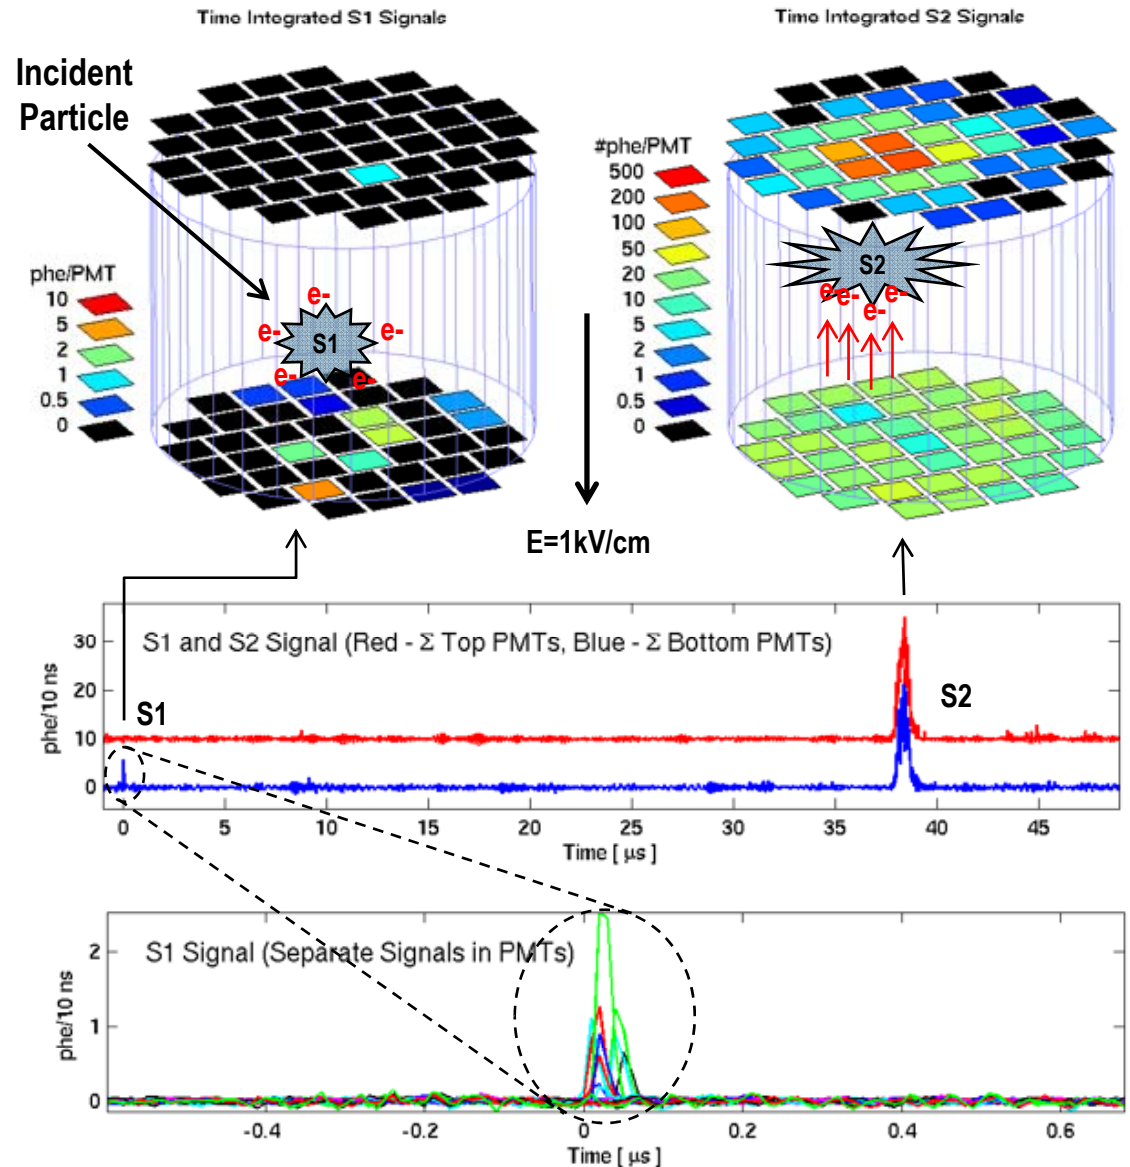 Time Integrated S1 Signals
Time Integrated S2 Signals
Incident
Particle
#phe/PMT
500
200
100
50
20
10
5
2
1
0.5
0
phe/PMT
10
5
2
1
0.5
0
e-
e-
e-
e-
e-
S1
S2
e-
e-
e-
e-
E=1kV/cm
S1 and S2 Signal (Red - Σ Top PMTs, Blue - Σ Bottom PMTs)
S1
S2
phe/10 ns
30
20
10
0
0 5 10 15 20 25 30 35 40 45
Time [ µs ]
S1 Signal (Separate Signals in PMTs)
phe/10 ns
2
1
0
-0.4 -0.2 0 0.2 0.4 0.6
Time [ µs ]